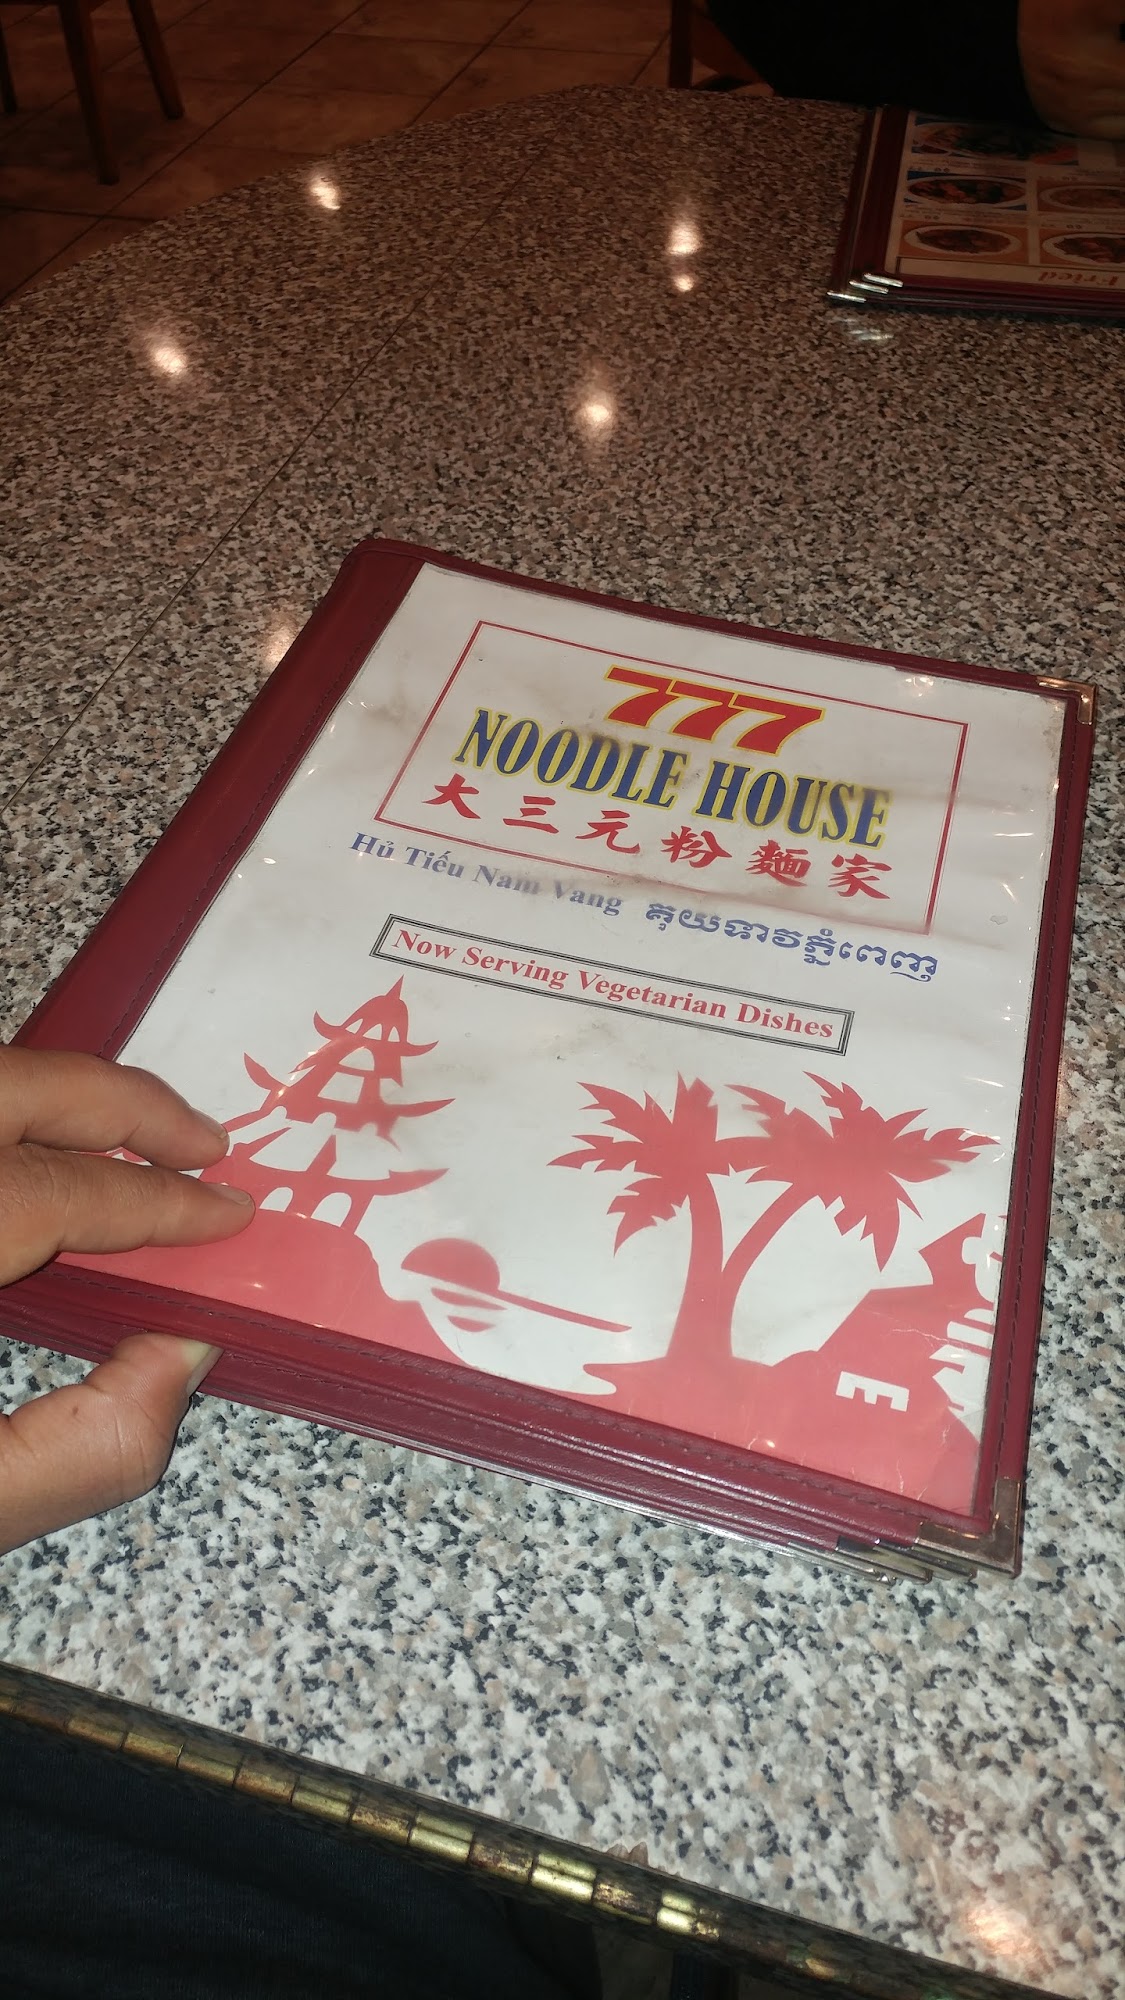 777
NOODLE HOUSE
大三元粉麵家
Hủ Tiếu Nam Vang គុយទាវភ្នំពេញ
Now Serving Vegetarian Dishes
E